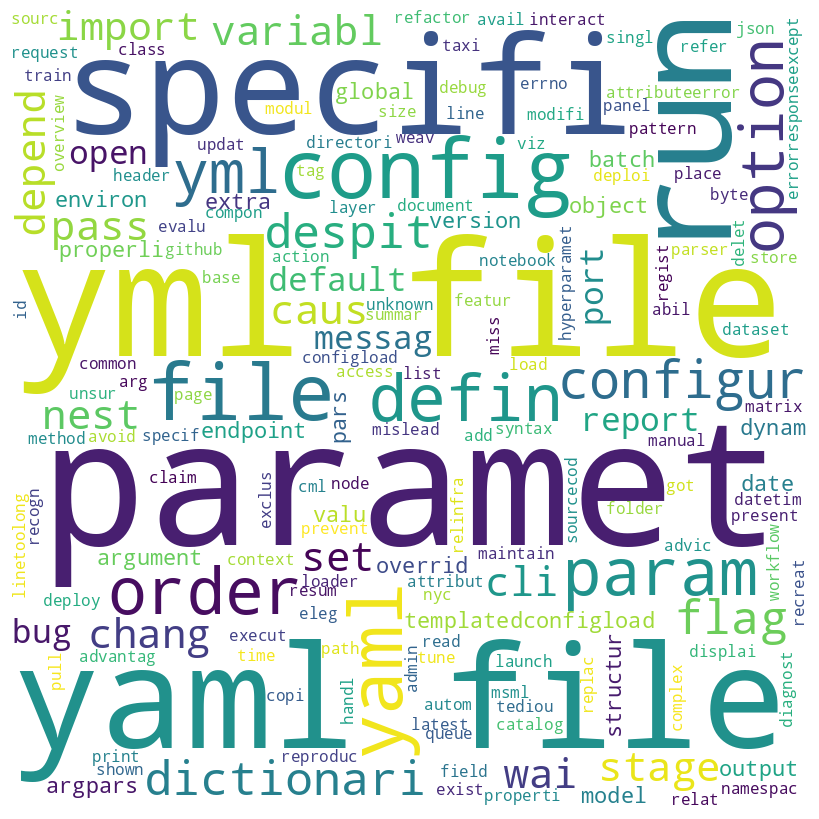 sourc
import
variabl
refactor
avail
interact
request
class
taxi
singl
refer
json
train
specifi
run
option
modul
global
debug
errno
panel
attributeerror
size
line
modifi
pattern
errorresponseexcept
overview
depend
open
updat
directori
weav
viz
batch
place
header
yml
config
tag
layer
document
deploi
byte
environ
extra
compon
version
object
pass
evalu
despit
action
notebook
parser
delet
store
properli
github
base
default
unknown
featur
hyperparamet
port
regist
abil
id
yml file
caus
summar
dataset
messag
miss
common
configload
load
unsur
arg
file
access
list
defin
configur
page
pars
matrix
nest
method
avoid
specif
endpoint
mislead
add
syntax
report
manual
dynam
paramet
claim
exclus
cml
node
sourcecod
got
date
datetim
linetoolong
recogn
prevent
valu
relinfra
folder
present
argument
context
set
overrid
maintain
advic
workflow
recreat
deploy
order
loader
resum
attribut
cli
param
eleg
nyc
templatedconfigload
flag
bug
chang
execut
yaml
read
structur
displai
pull
advantag
time
path
admin
tune
launch
replac
complex
diagnost
yaml file
copi
handl
autom
msml
tediou
latest
catalog
queue
print
reproduc
shown
dictionari
field
wai
stage
output
argpars
exist
properti
model
relat
namespac